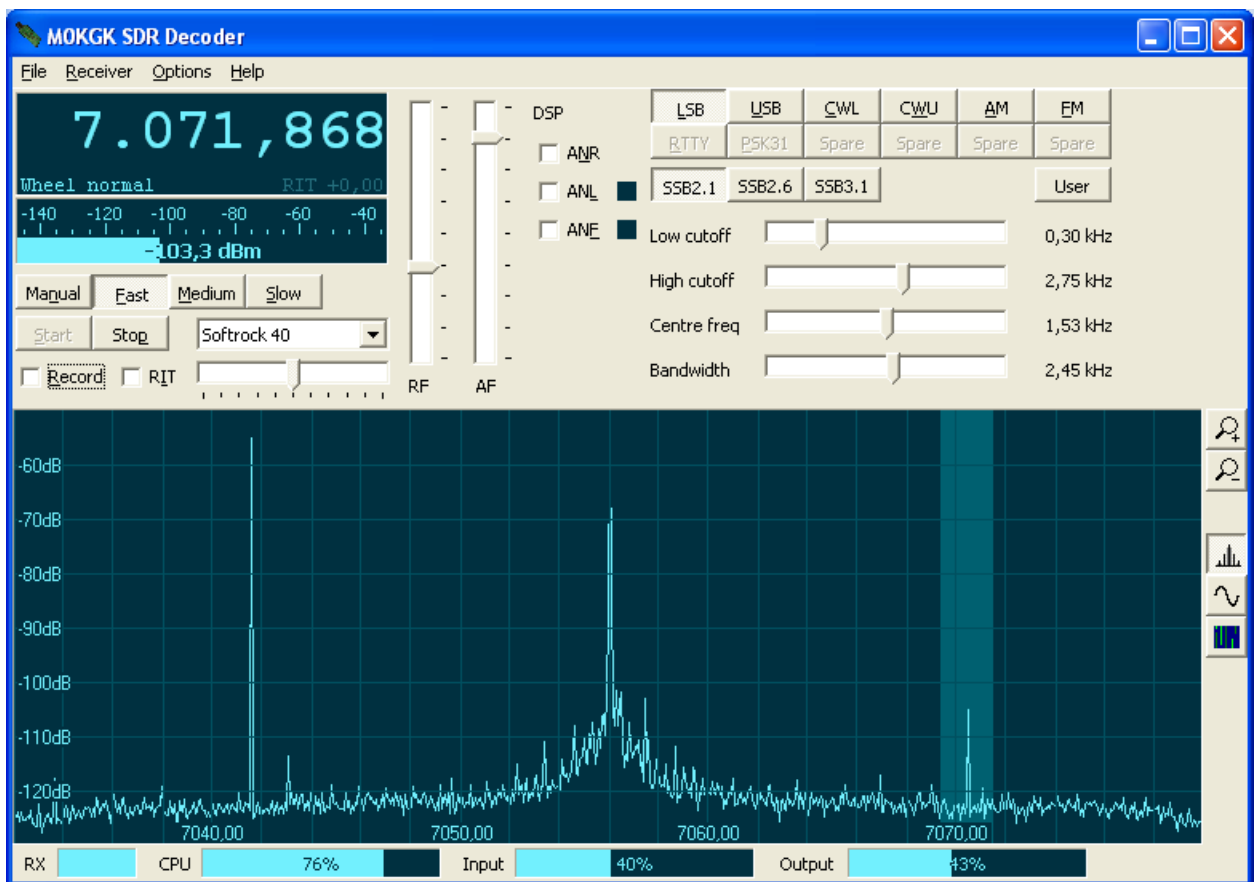 M0KGK SDR Decoder
File Receiver Options Help
7.071,868
Wheel normal RIT +0,00
-140 -120 -100 -80 -60 -40
-103,3 dBm
Manual Fast Medium Slow
Start Stop Softrock 40
Record RIT
RF AF
DSP
ANR
ANL
ANF
LSB USB CWL CWU AM FM
RTTY PSK31 Spare Spare Spare Spare
SSB2.1 SSB2.6 SSB3.1 User
Low cutoff 0,30 kHz
High cutoff 2,75 kHz
Centre freq 1,53 kHz
Bandwidth 2,45 kHz
-60dB
-70dB
-80dB
-90dB
-100dB
-110dB
-120dB
7040,00 7050,00 7060,00 7070,00
RX CPU 76% Input 40% Output 43%